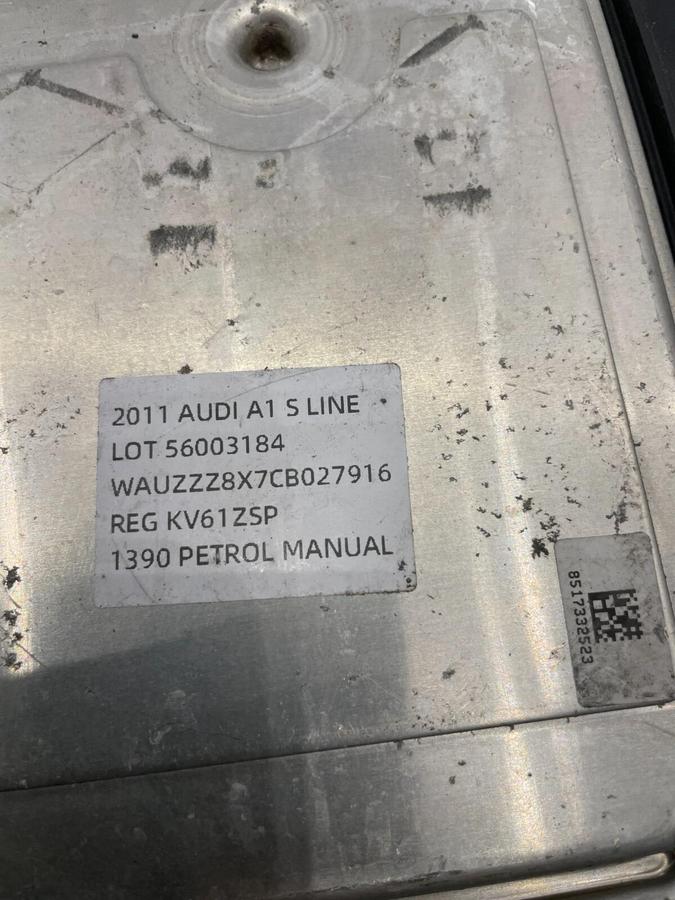 2011 AUDI A1 S LINE
LOT 56003184
WAUZZZ8X7CB027916
REG KV61ZSP
1390 PETROL MANUAL
8517332523